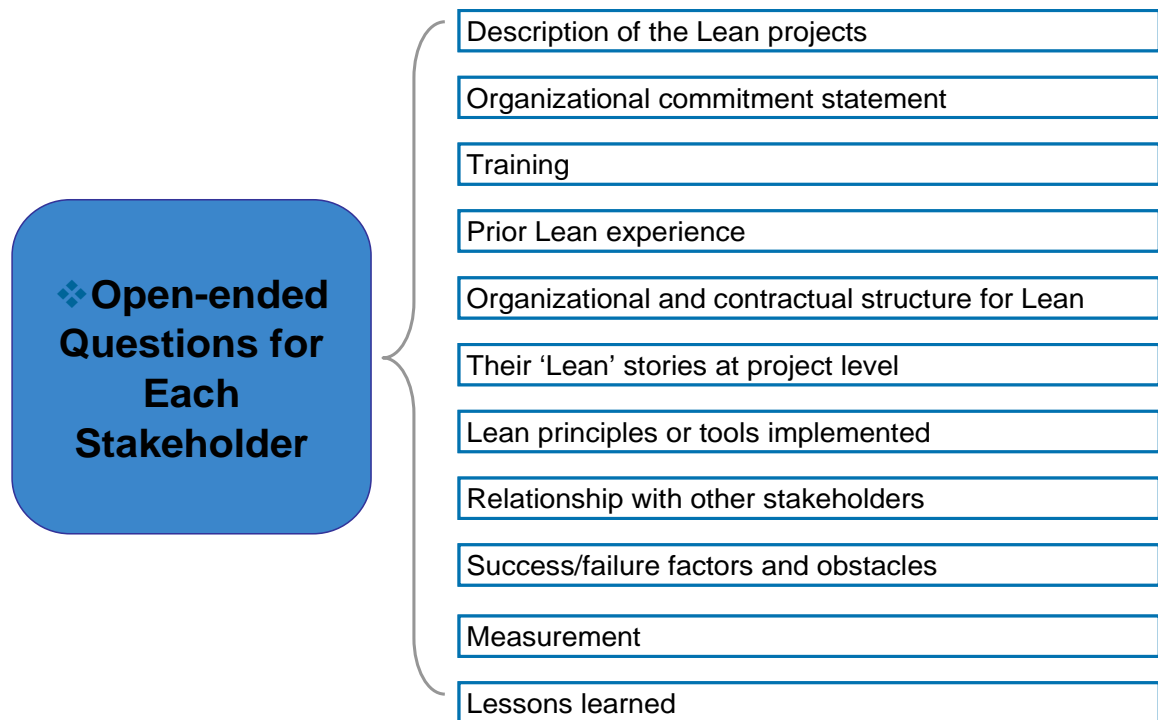 ❖Open-ended
Questions for
Each
Stakeholder
Description of the Lean projects
Organizational commitment statement
Training
Prior Lean experience
Organizational and contractual structure for Lean
Their ‘Lean’ stories at project level
Lean principles or tools implemented
Relationship with other stakeholders
Success/failure factors and obstacles
Measurement
Lessons learned